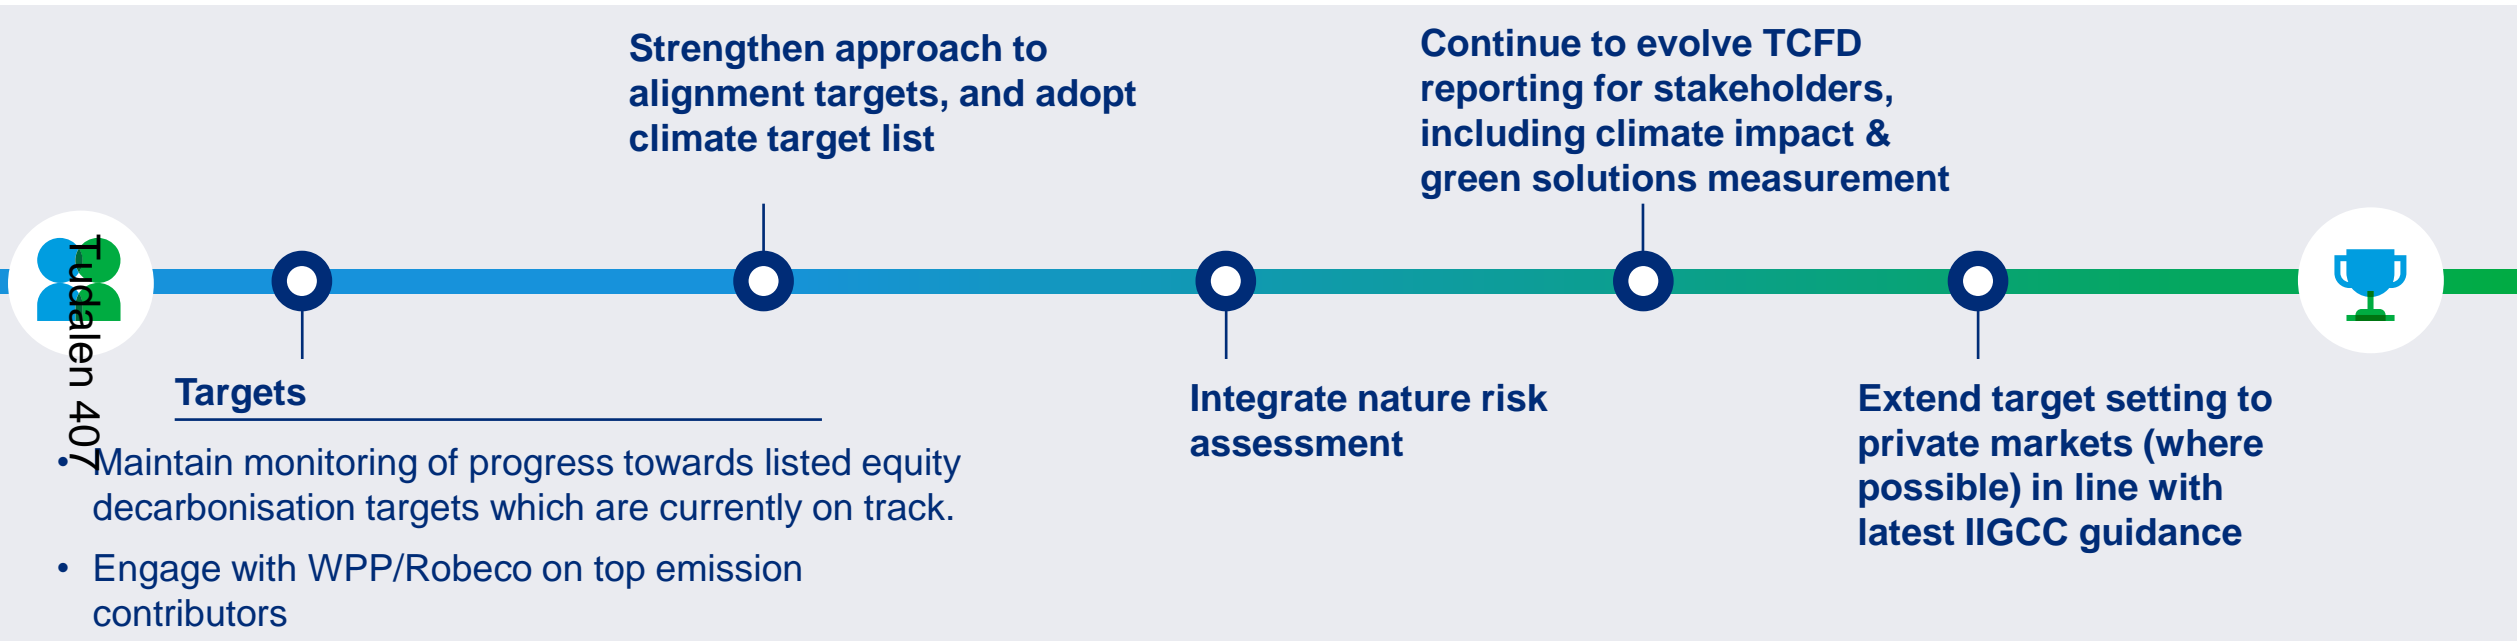 Strengthen approach to
alignment targets, and adopt
climate target list
Continue to evolve TCFD
reporting for stakeholders,
including climate impact &
green solutions measurement
Tudalen 407
Targets
• Maintain monitoring of progress towards listed equity
decarbonisation targets which are currently on track.
• Engage with WPP/Robeco on top emission
contributors
Integrate nature risk
assessment
Extend target setting to
private markets (where
possible) in line with
latest IIGCC guidance